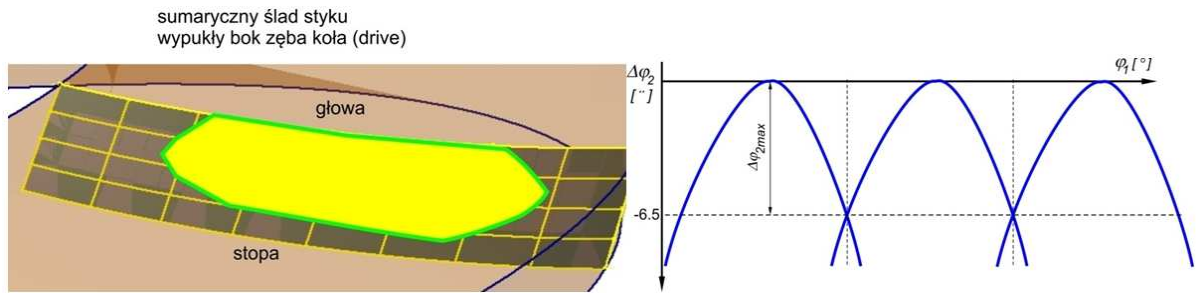 sumaryczny ślad styku
wypukły bok zęba koła (drive)
głowa
stopa
Δφ₂
[¨]
φ₁[°]
Δφ₂max
-6.5